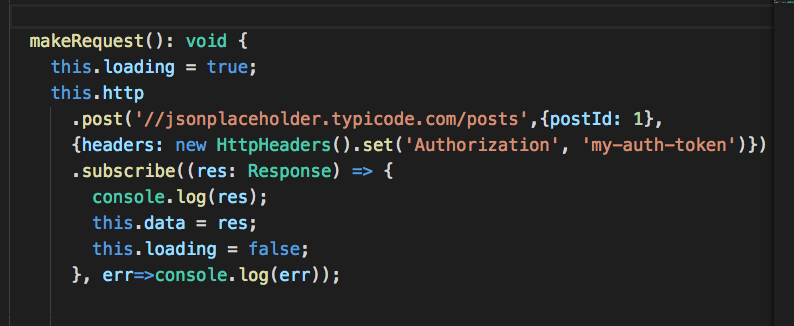 makeRequest(): void {
this.loading = true;
this.http
.post('//jsonplaceholder.typicode.com/posts',{postId: 1},
{headers: new HttpHeaders().set('Authorization', 'my-auth-token')})
.subscribe((res: Response) => {
console.log(res);
this.data = res;
this.loading = false;
}, err=>console.log(err));